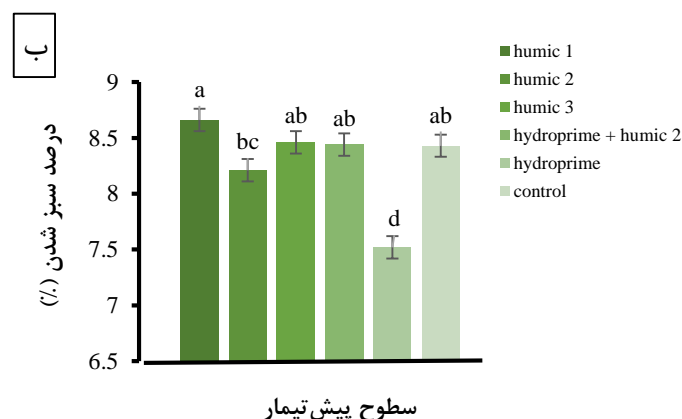 ب
درصد سبز شدن (٪)
9
8.5
8
7.5
7
6.5
a
bc
ab
ab
d
ab
سطوح پیش‌تیمار
humic 1
humic 2
humic 3
hydroprime + humic 2
hydroprime
control